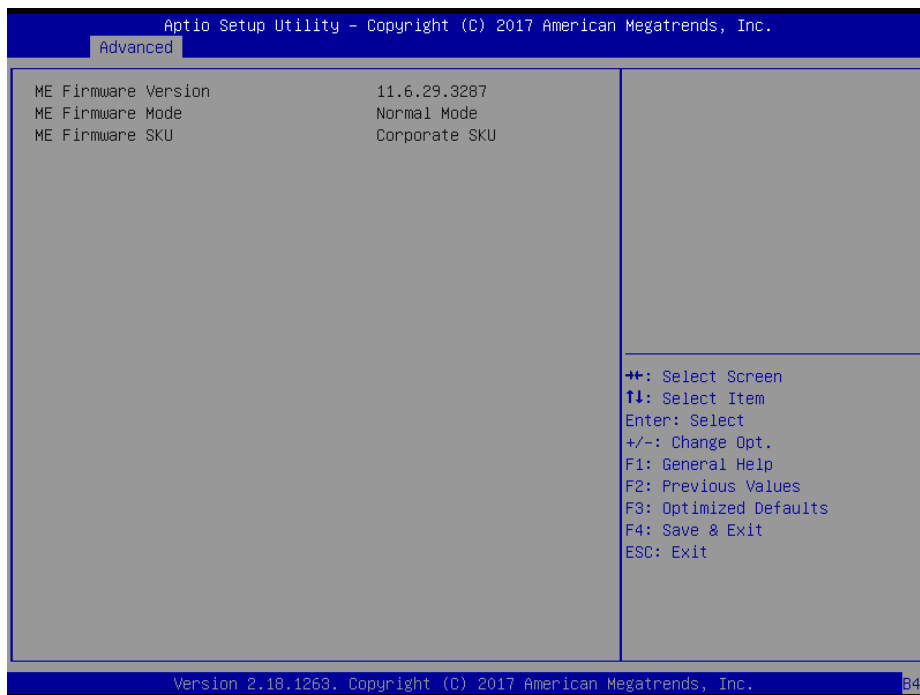 Aptio Setup Utility – Copyright (C) 2017 American Megatrends, Inc.
Advanced
ME Firmware Version 11.6.29.3287
ME Firmware Mode Normal Mode
ME Firmware SKU Corporate SKU
→←: Select Screen
↑↓: Select Item
Enter: Select
+/-: Change Opt.
F1: General Help
F2: Previous Values
F3: Optimized Defaults
F4: Save & Exit
ESC: Exit
Version 2.18.1263. Copyright (C) 2017 American Megatrends, Inc.
B4